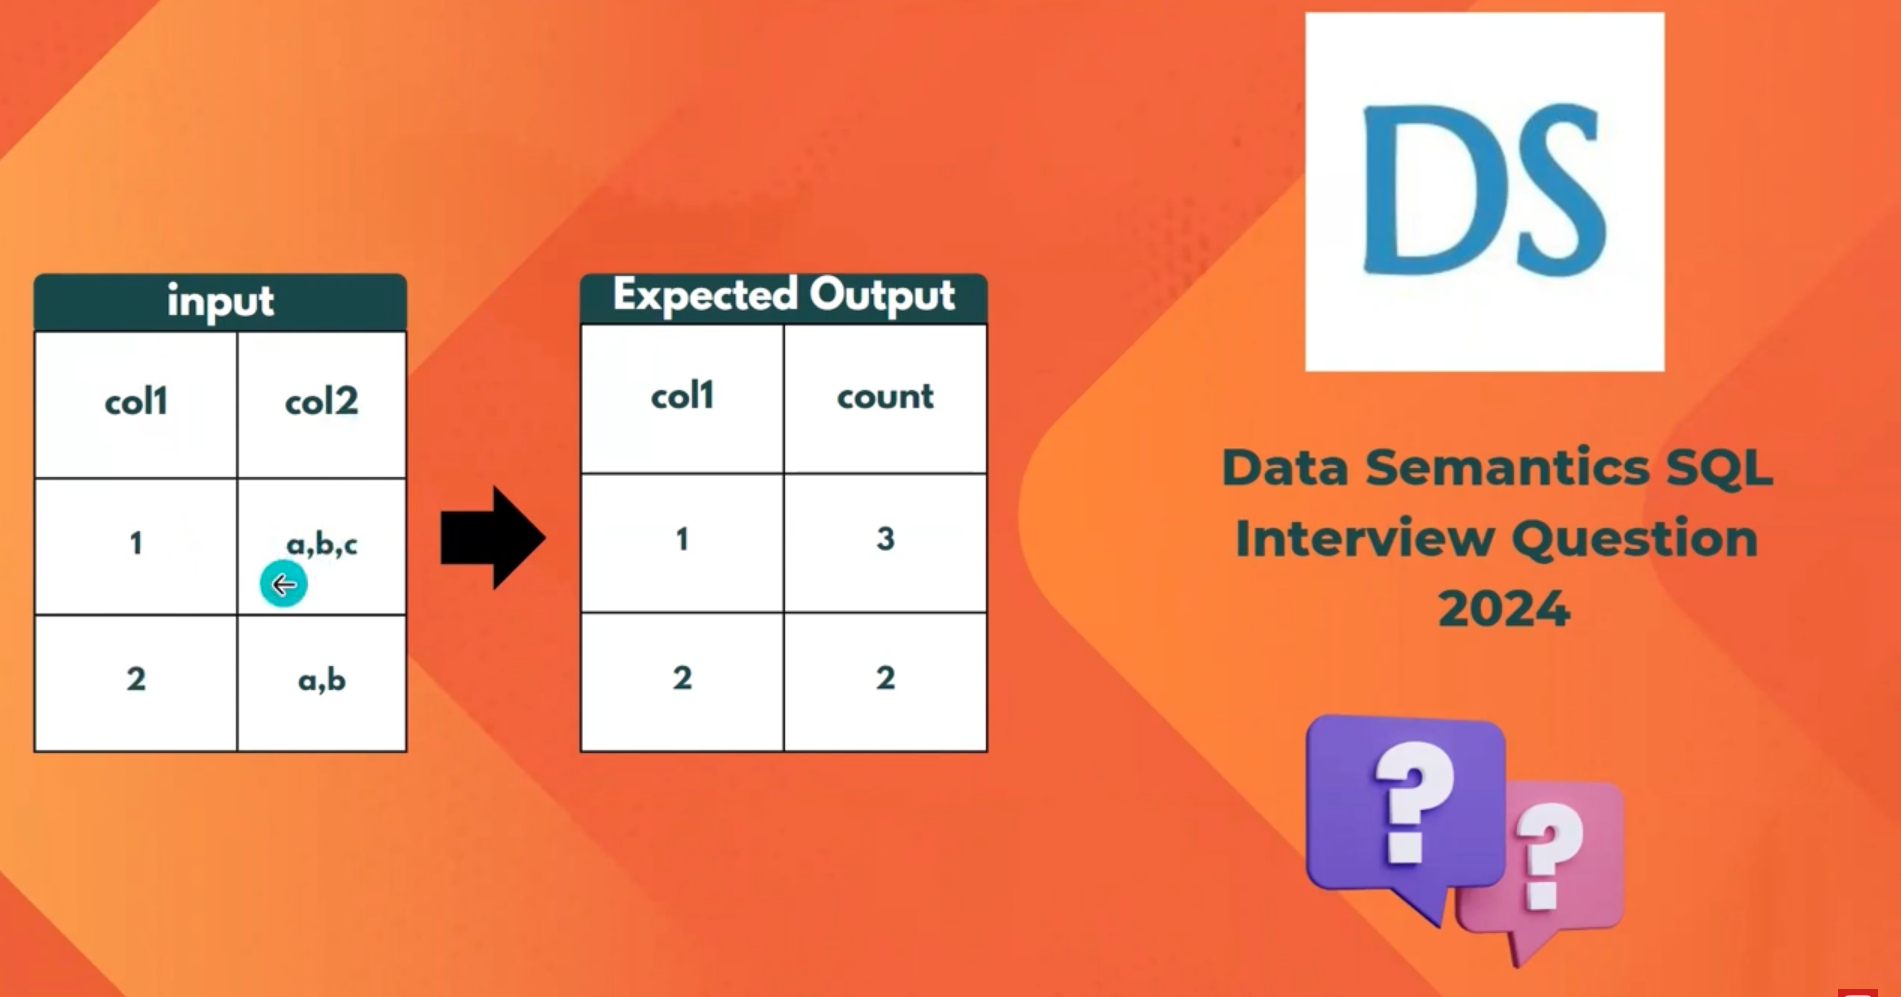 DS
input
col1 col2
1 a,b,c
2 a,b
Expected Output
col1 count
1 3
2 2
Data Semantics SQL
Interview Question
2024
? ?